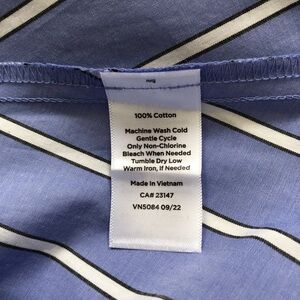 100% Cotton
Machine Wash Cold
Gentle Cycle
Only Non-Chlorine
Bleach When Needed
Tumble Dry Low
Warm Iron, If Needed
Made in Vietnam
CA# 23147
VN5084 09/22